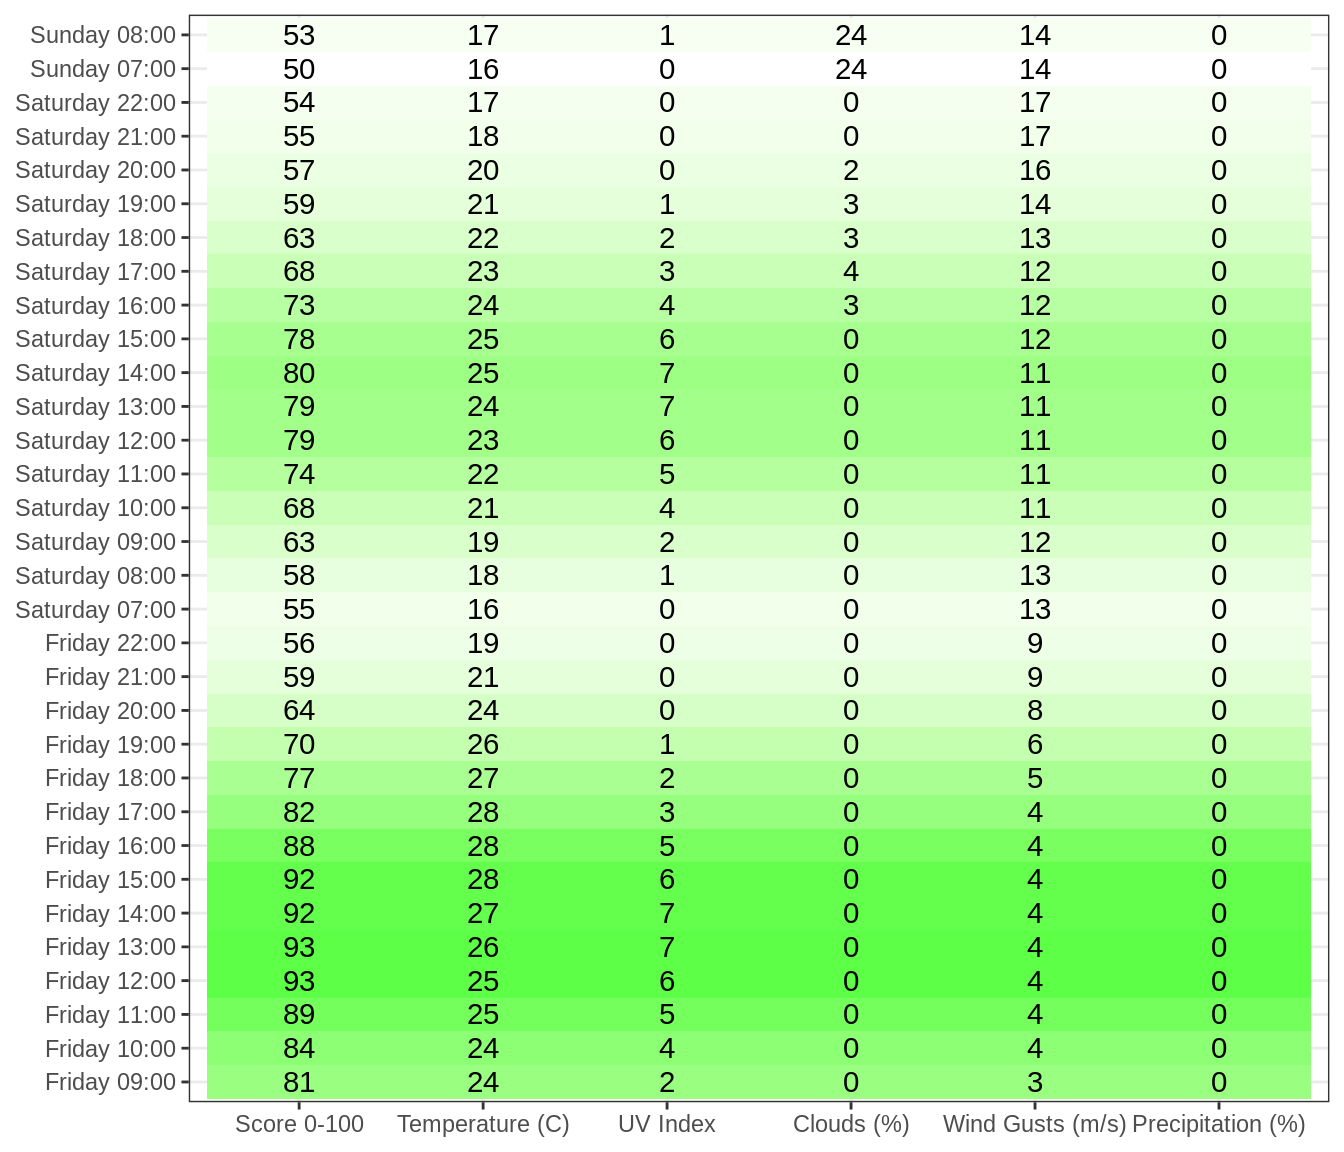 Sunday 08:00 53 17 1 24 14 0
Sunday 07:00 50 16 0 24 14 0
Saturday 22:00 54 17 0 0 17 0
Saturday 21:00 55 18 0 0 17 0
Saturday 20:00 57 20 0 2 16 0
Saturday 19:00 59 21 1 3 14 0
Saturday 18:00 63 22 2 3 13 0
Saturday 17:00 68 23 3 4 12 0
Saturday 16:00 73 24 4 3 12 0
Saturday 15:00 78 25 6 0 12 0
Saturday 14:00 80 25 7 0 11 0
Saturday 13:00 79 24 7 0 11 0
Saturday 12:00 79 23 6 0 11 0
Saturday 11:00 74 22 5 0 11 0
Saturday 10:00 68 21 4 0 11 0
Saturday 09:00 63 19 2 0 12 0
Saturday 08:00 58 18 1 0 13 0
Saturday 07:00 55 16 0 0 13 0
Friday 22:00 56 19 0 0 9 0
Friday 21:00 59 21 0 0 9 0
Friday 20:00 64 24 0 0 8 0
Friday 19:00 70 26 1 0 6 0
Friday 18:00 77 27 2 0 5 0
Friday 17:00 82 28 3 0 4 0
Friday 16:00 88 28 5 0 4 0
Friday 15:00 92 28 6 0 4 0
Friday 14:00 92 27 7 0 4 0
Friday 13:00 93 26 7 0 4 0
Friday 12:00 93 25 6 0 4 0
Friday 11:00 89 25 5 0 4 0
Friday 10:00 84 24 4 0 4 0
Friday 09:00 81 24 2 0 3 0
Score 0-100 Temperature (C) UV Index Clouds (%) Wind Gusts (m/s) Precipitation (%)